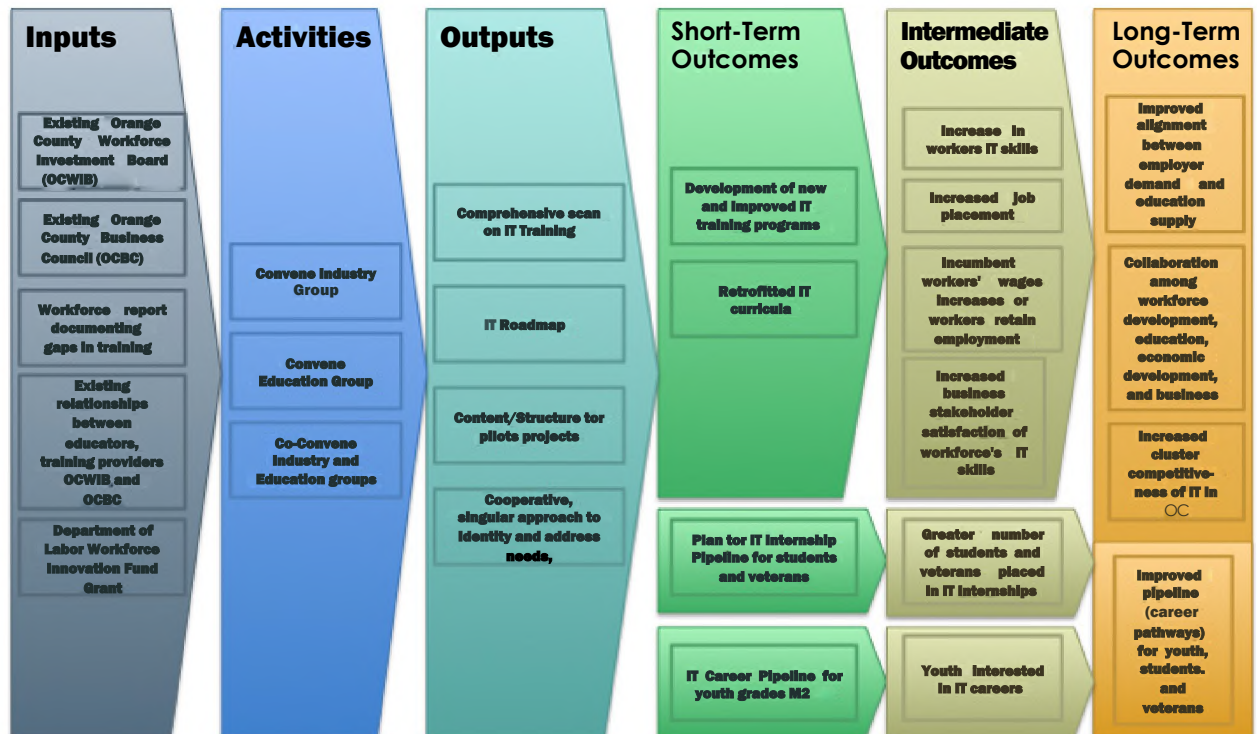 Inputs
Existing Orange
County Workforce
Investment Board
(OCWIB)
Existing Orange
County Business
Council (OCBC)
Workforce report
documenting
gaps in training
Existing
relationships
between
educators,
training providers
OCWIB, and
OCBC
Department of
Labor Workforce
Innovation Fund
Grant
Activities
Convene Industry
Group
Convene
Education Group
Co-Convene
Industry and
Education groups
Outputs
Comprehensive scan
on IT Training
IT Roadmap
Content/Structure tor
pilots projects
Cooperative,
singular approach to
identity and address
needs,
Short-Term
Outcomes
Development of new
and improved IT
training programs
Retrofitted IT
curricula
Plan tor IT Internship
Pipeline for students
and veterans
IT Career Pipeline for
youth grades M2
Intermediate
Outcomes
Increase in
workers IT skills
Increased job
placement
Incumbent
workers' wages
increases or
workers retain
employment
Increased
business
stakeholder
satisfaction of
workforce's IT
skills
Greater number
of students and
veterans placed
in IT internships
Youth interested
in IT careers
Long-Term
Outcomes
Improved
alignment
between
employer
demand and
education
supply
Collaboration
among
workforce
development,
education,
economic
development,
and business
Increased
cluster
competitive-
ness of IT in
OC
Improved
pipeline
(career
pathways)
for youth,
students.
and
veterans